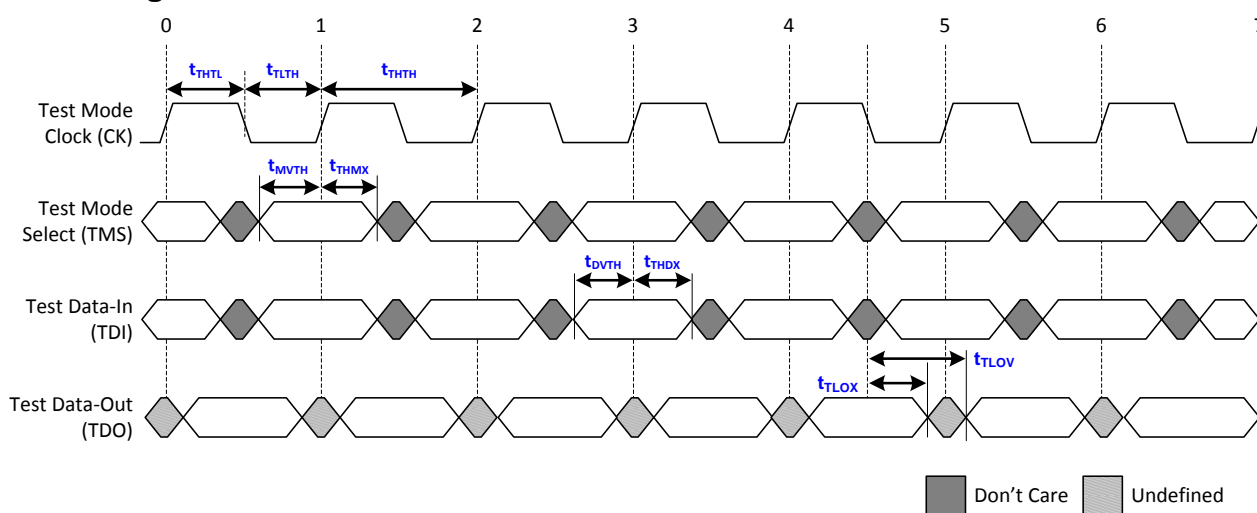 0 1 2 3 4 5 6 7
tTHTL tTLTH tTHTH
Test Mode
Clock (CK)
tMVTH tTHMX
Test Mode
Select (TMS)
tDVTH tTHDX
Test Data-In
(TDI)
tTLOV
tTLOX
Test Data-Out
(TDO)
Don't Care Undefined